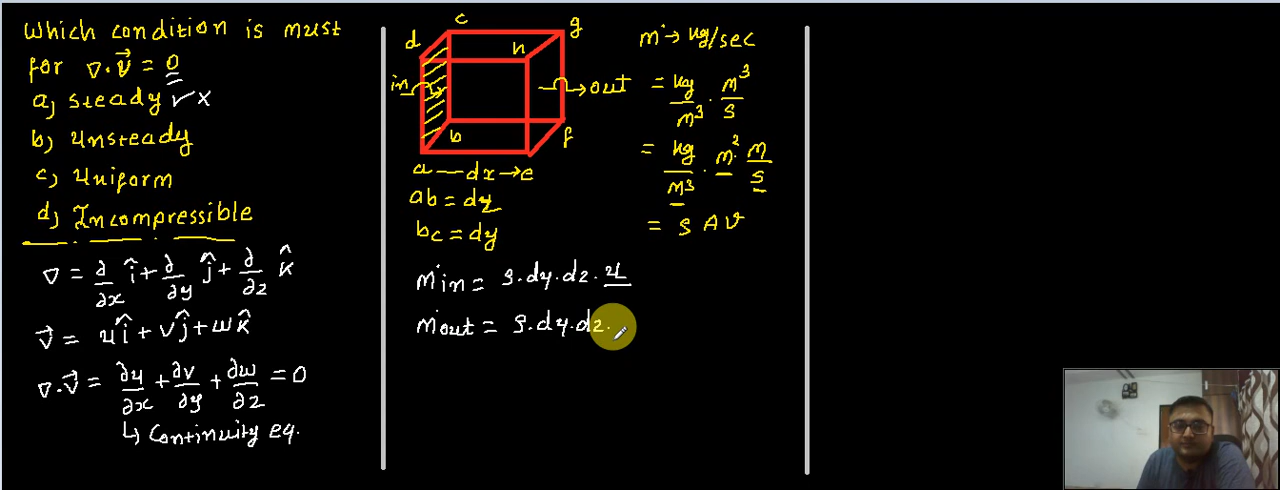 Which condition is must
for ∇·V⃗ = 0
a) Steady ✓ x
b) Unsteady
c) Uniform
d) Incompressible
∇ = ∂/∂x î + ∂/∂y ĵ + ∂/∂z k̂
V⃗ = uî + vĵ + wk̂
∇·V⃗ = ∂u/∂x + ∂v/∂y + ∂w/∂z = 0
↳ Continuity eq.
c
g
d
h
in
out
b
f
a — dx → e
ab = dz
bc = dy
ṁin = ρ.dy.dz.u
ṁout = ρ.dy.dz.
ṁ → kg/sec
= kg/m³ · m³/s
= kg/m³ · m² · m/s
= ρ A V